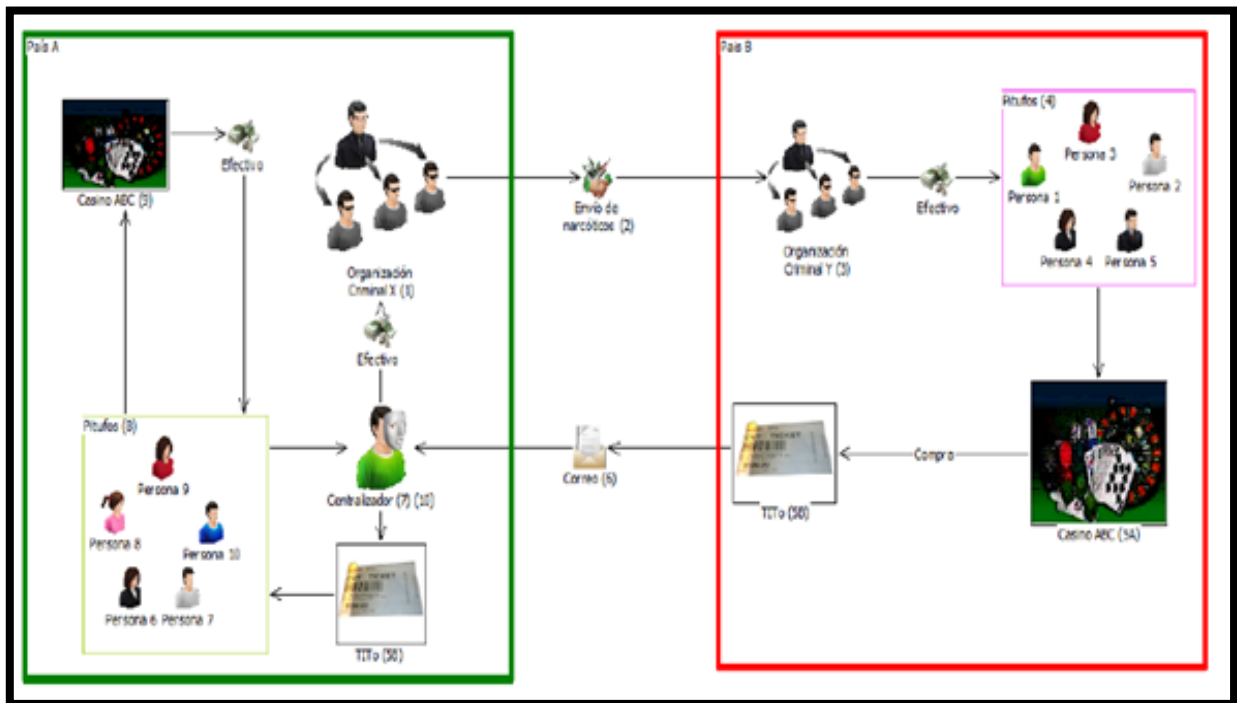 País A
Casino ABC (9)
Efectivo
Organización
Criminal X (1)
Efectivo
Pitufos (8)
Persona 9
Persona 8
Persona 10
Persona 6 Persona 7
Centralizador (7) (10)
TITo (5B)
Envío de
narcóticos (2)
Correo (6)
País B
Organización
Criminal Y (3)
Efectivo
Pitufos (4)
Persona 3
Persona 2
Persona 1
Persona 4
Persona 5
TICKET
TITo (5B)
Compra
Casino ABC (5A)